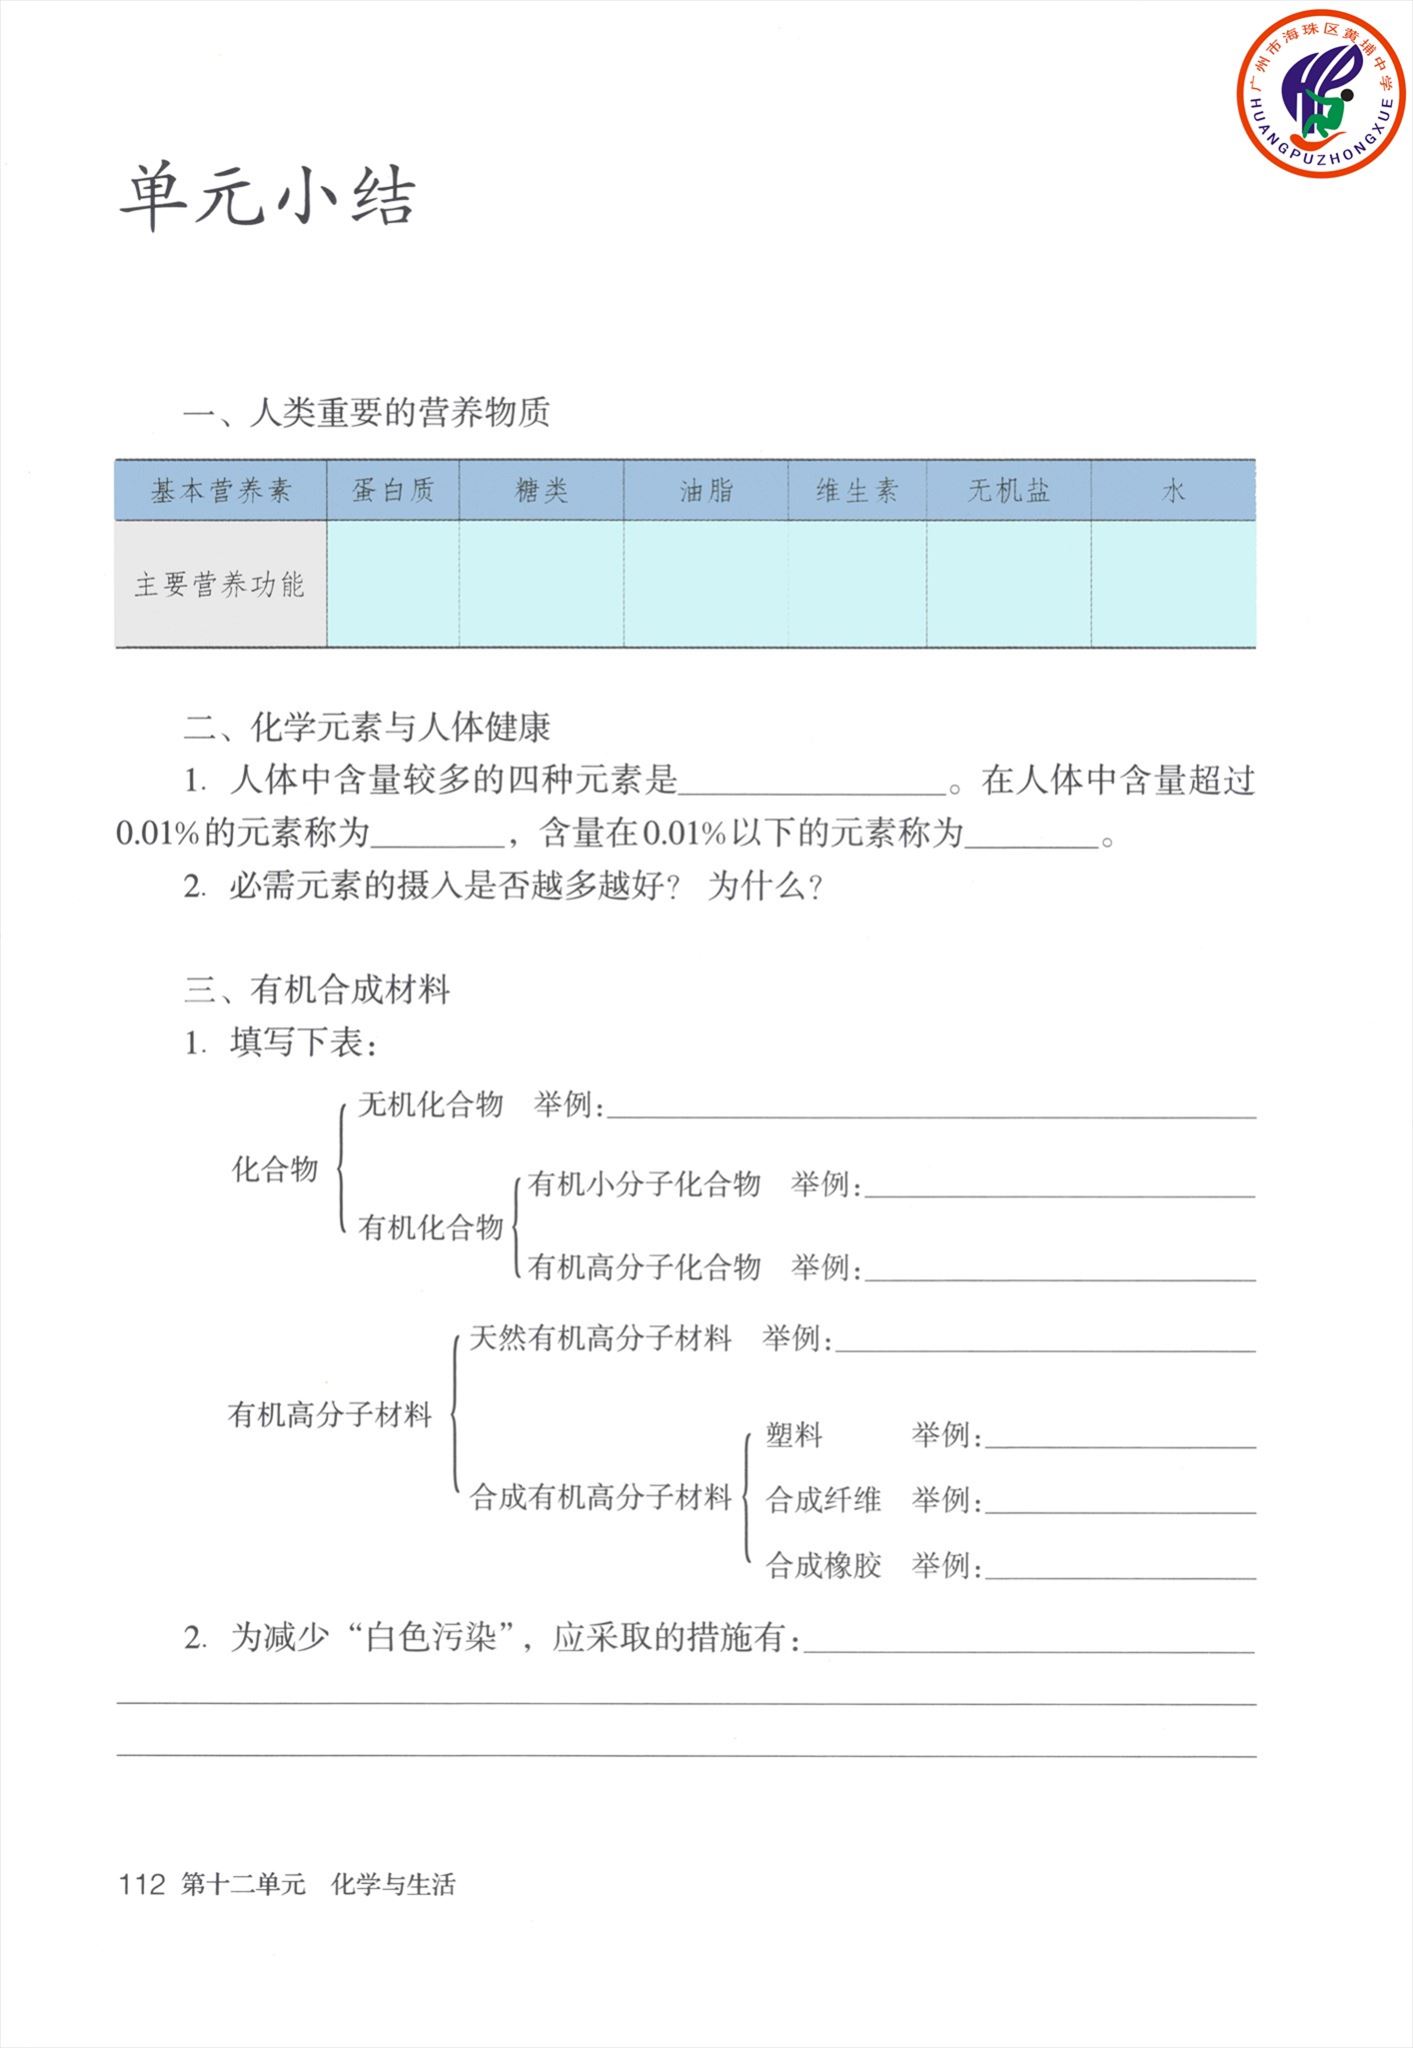 广州市海珠区黄埔中学
HUANGPUZHONGXUE
单元小结
一、人类重要的营养物质
基本营养素 蛋白质 糖类 油脂 维生素 无机盐 水
主要营养功能
二、化学元素与人体健康
1. 人体中含量较多的四种元素是________________。在人体中含量超过
0.01%的元素称为________，含量在0.01%以下的元素称为________。
2. 必需元素的摄入是否越多越好？ 为什么？
三、有机合成材料
1. 填写下表：
无机化合物 举例：
化合物
有机小分子化合物 举例：
有机化合物
有机高分子化合物 举例：
天然有机高分子材料 举例：
有机高分子材料
塑料 举例：
合成有机高分子材料
合成纤维 举例：
合成橡胶 举例：
2. 为减少“白色污染”，应采取的措施有：
112 第十二单元 化学与生活